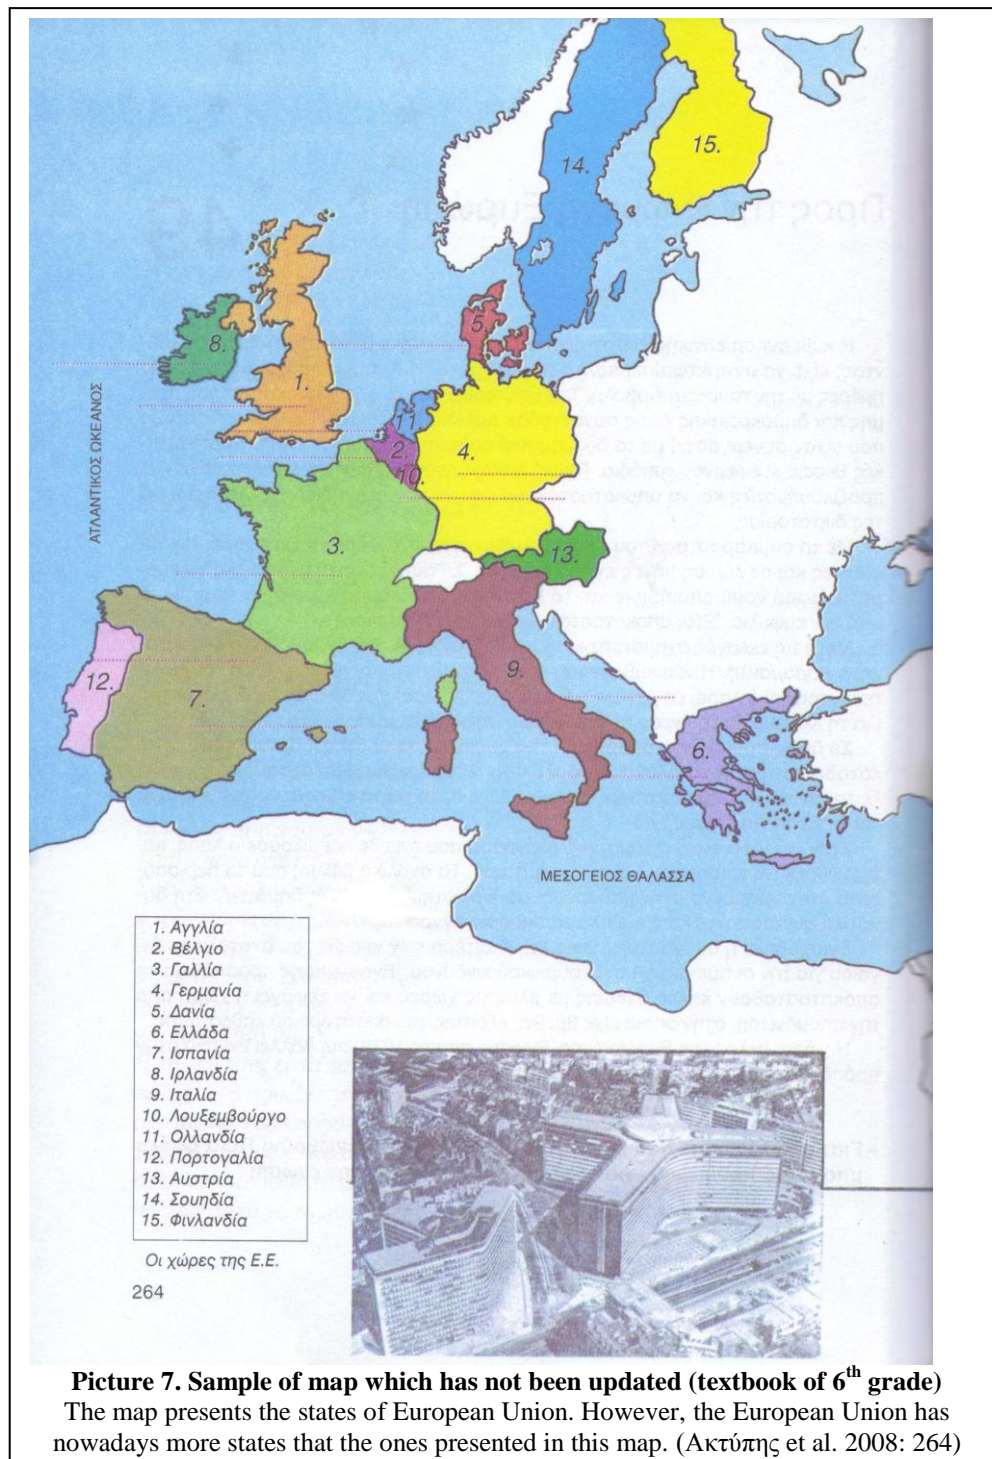 15.
14.
5.
8.
1.
11.
2.
4.
10.
3.
13.
ΑΤΛΑΝΤΙΚΟΣ ΩΚΕΑΝΟΣ
12.
7.
9.
6.
ΜΕΣΟΓΕΙΟΣ ΘΑΛΑΣΣΑ
1. Αγγλία
2. Βέλγιο
3. Γαλλία
4. Γερμανία
5. Δανία
6. Ελλάδα
7. Ισπανία
8. Ιρλανδία
9. Ιταλία
10. Λουξεμβούργο
11. Ολλανδία
12. Πορτογαλία
13. Αυστρία
14. Σουηδία
15. Φινλανδία
Οι χώρες της Ε.Ε.
264
Picture 7. Sample of map which has not been updated (textbook of 6th grade)
The map presents the states of European Union. However, the European Union has
nowadays more states that the ones presented in this map. (Ακτύπης et al. 2008: 264)